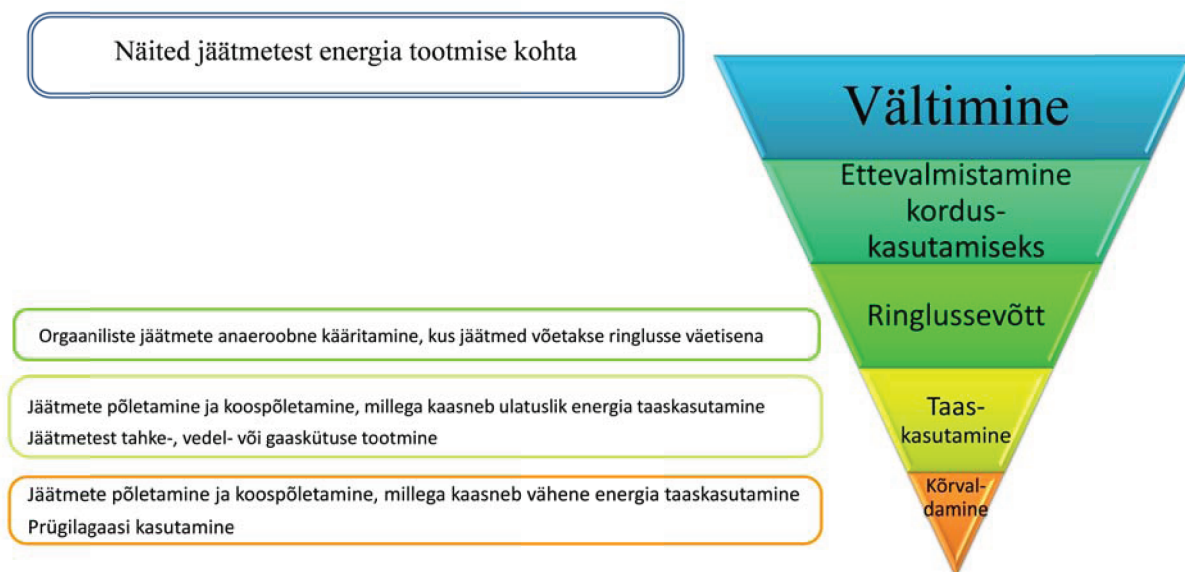 Näited jäätmetest energia tootmise kohta
Vältimine
Ettevalmistamine
kordus-
kasutamiseks
Ringlussevõtt
Orgaaniliste jäätmete anaeroobne kääritamine, kus jäätmed võetakse ringlusse väetisena
Taas-
kasutamine
Jäätmete põletamine ja koospõletamine, millega kaasneb ulatuslik energia taaskasutamine
Jäätmetest tahke-, vedel- või gaaskütuse tootmine
Kõrval-
damine
Jäätmete põletamine ja koospõletamine, millega kaasneb vähene energia taaskasutamine
Prügilagaasi kasutamine